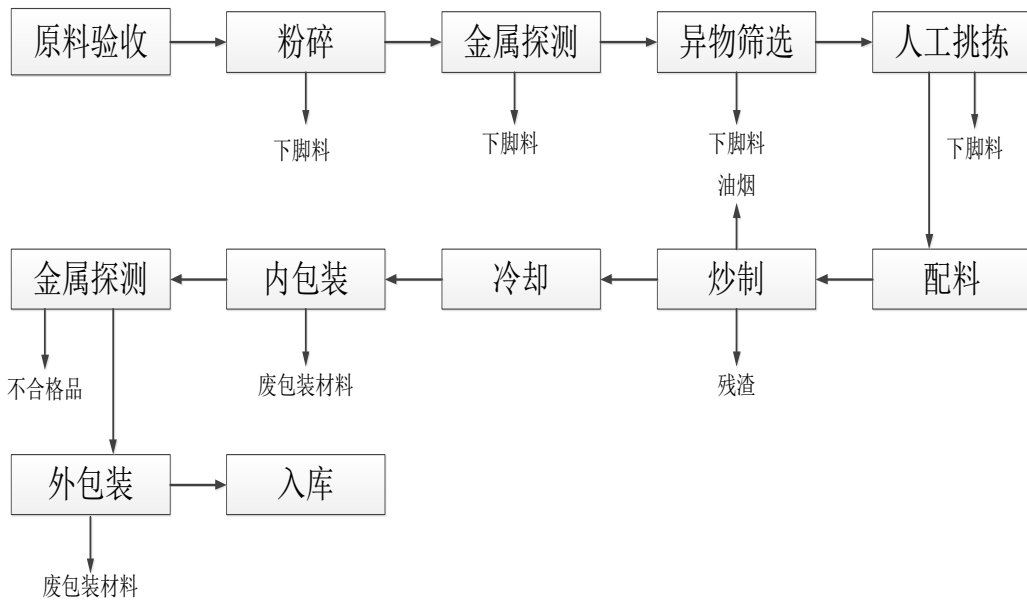 原料验收
粉碎
金属探测
异物筛选
人工挑拣
下脚料
下脚料
下脚料
下脚料
油烟
金属探测
内包装
冷却
炒制
配料
不合格品
废包装材料
残渣
外包装
入库
废包装材料